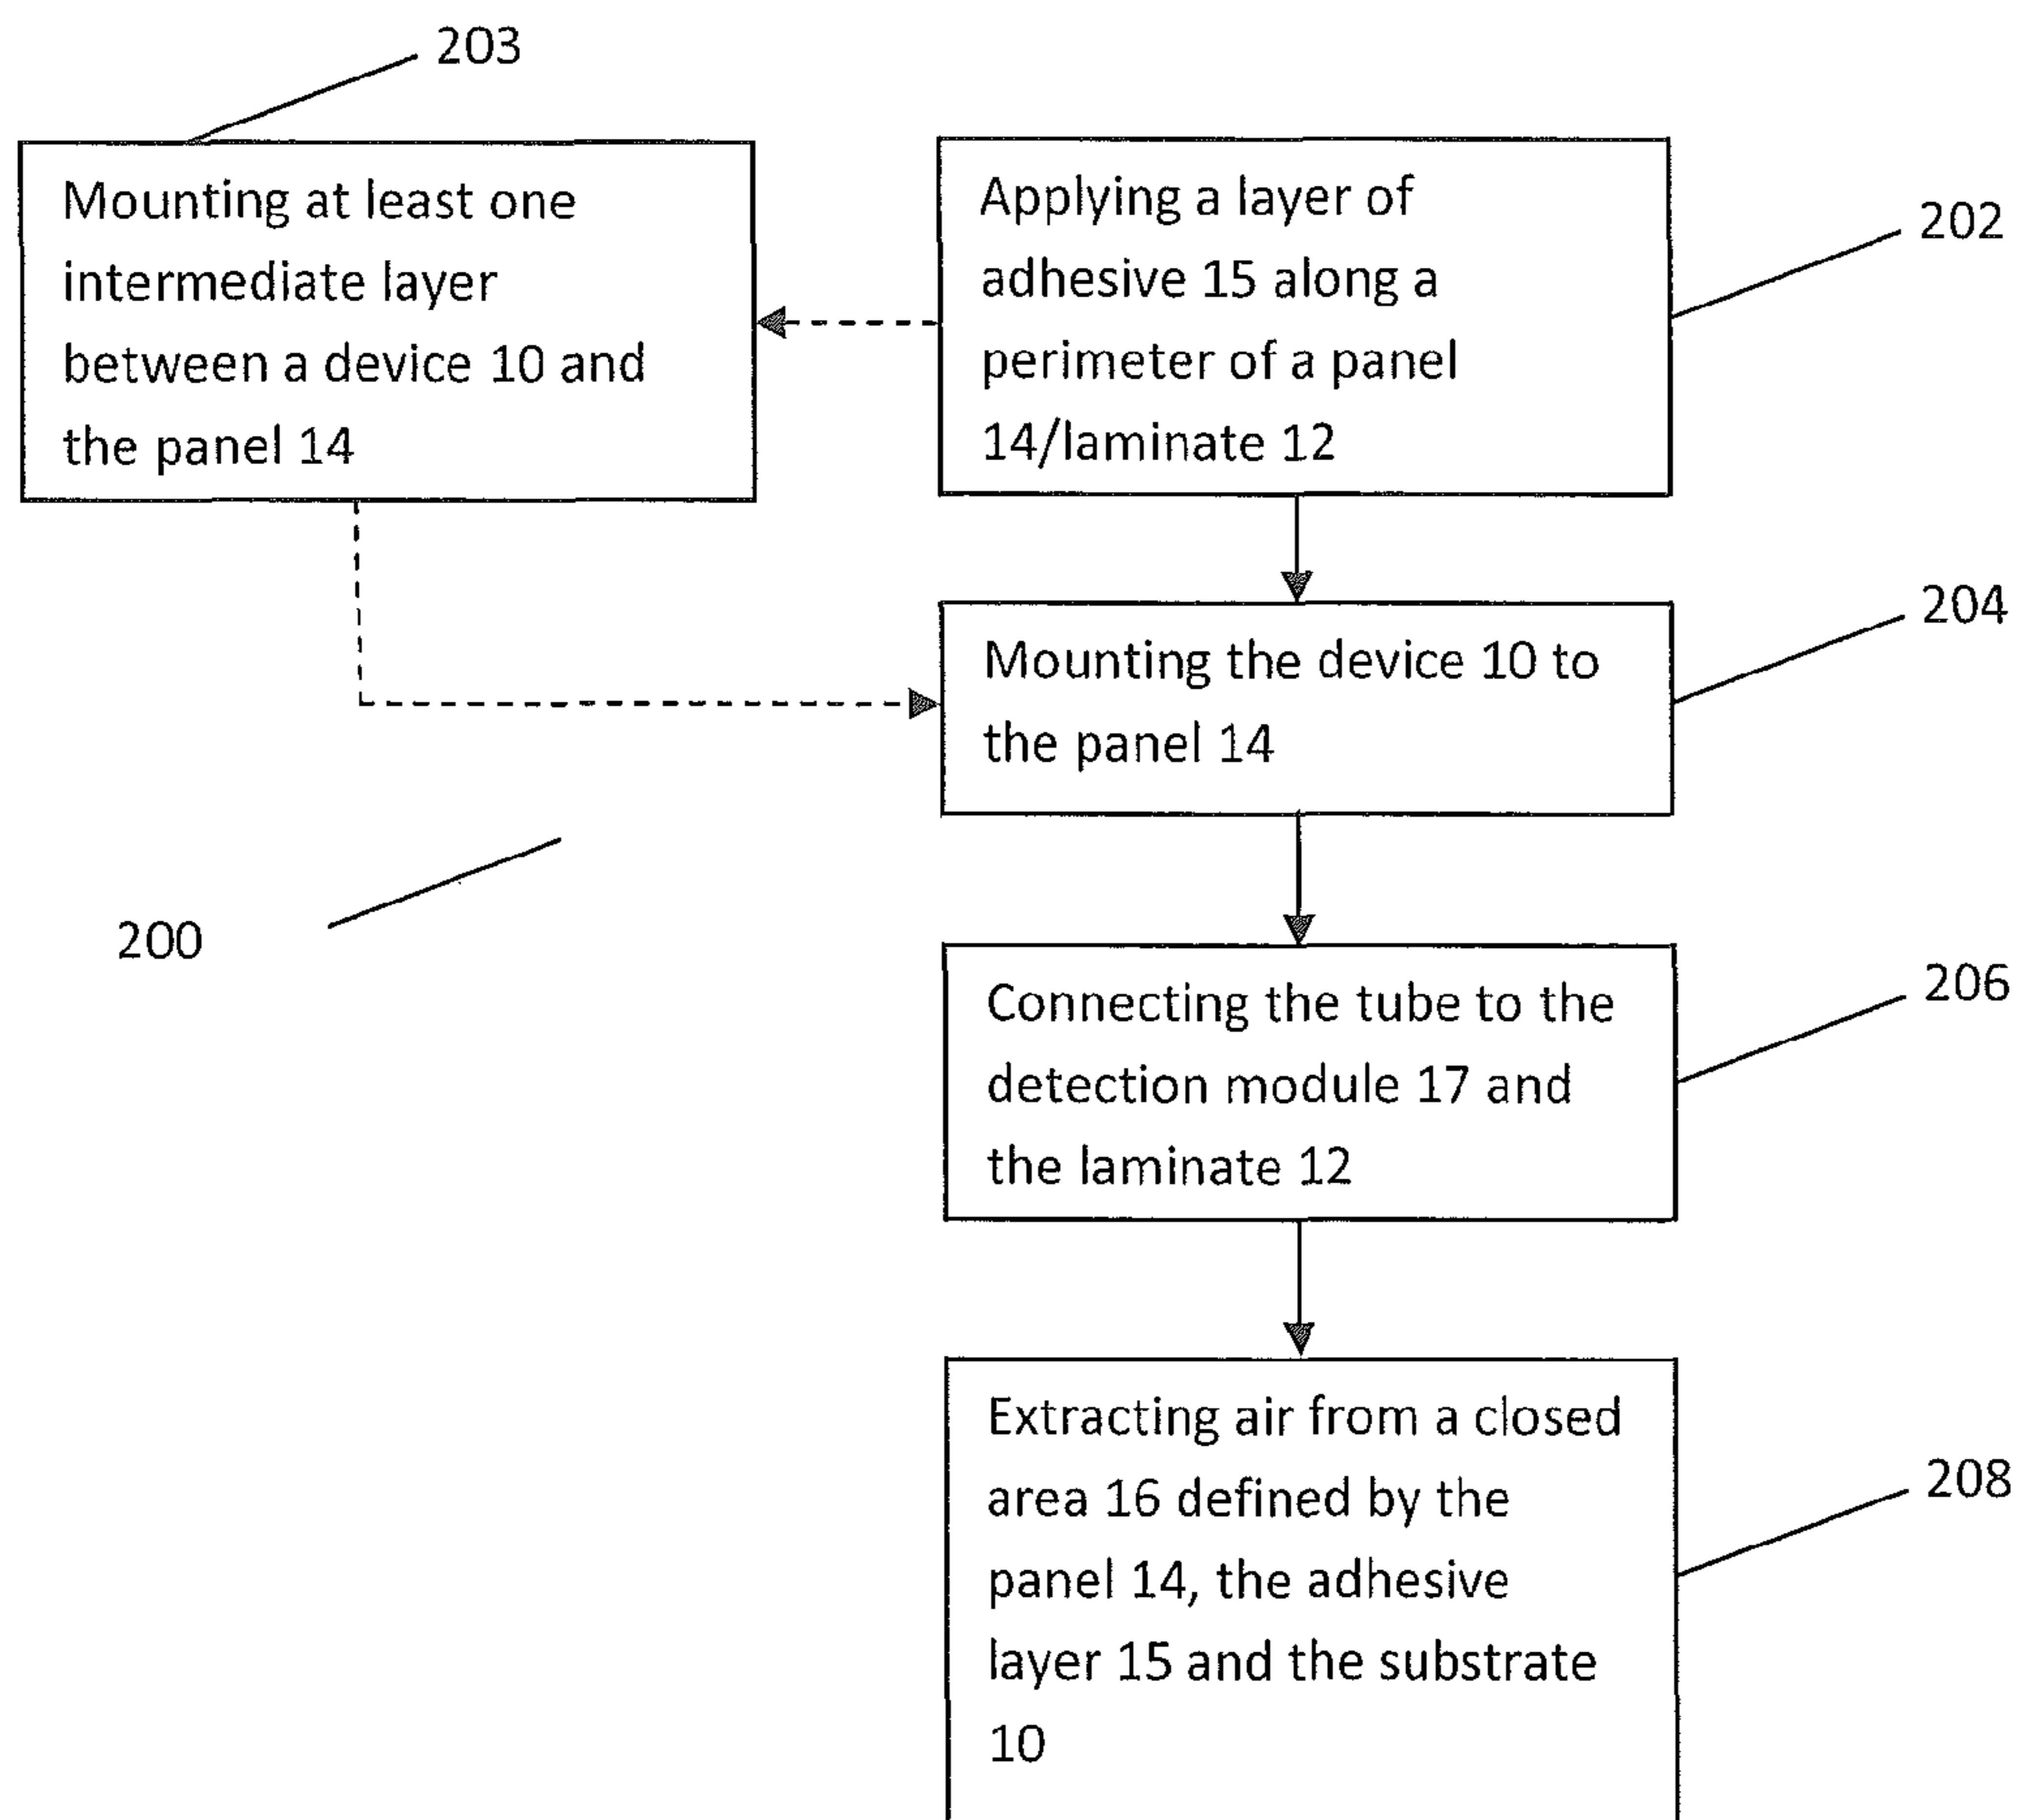 203
Mounting at least one
intermediate layer
between a device 10 and
the panel 14
Applying a layer of
adhesive 15 along a
perimeter of a panel
14/laminate 12
202
Mounting the device 10 to
the panel 14
204
200
Connecting the tube to the
detection module 17 and
the laminate 12
206
Extracting air from a closed
area 16 defined by the
panel 14, the adhesive
layer 15 and the substrate
10
208